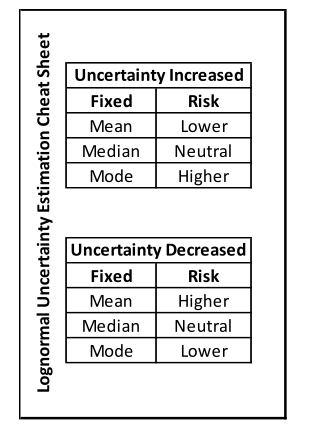 Lognormal Uncertainty Estimation Cheat Sheet
Uncertainty Increased
Fixed Risk
Mean Lower
Median Neutral
Mode Higher
Uncertainty Decreased
Fixed Risk
Mean Higher
Median Neutral
Mode Lower